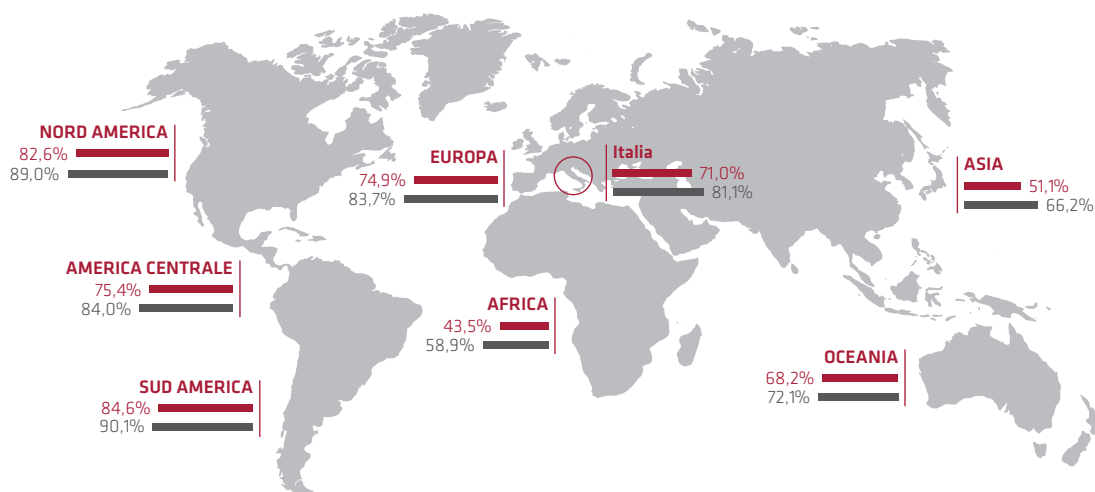 NORD AMERICA
82,6%
89,0%
EUROPA
74,9%
83,7%
Italia
71,0%
81,1%
ASIA
51,1%
66,2%
AMERICA CENTRALE
75,4%
84,0%
AFRICA
43,5%
58,9%
OCEANIA
68,2%
72,1%
SUD AMERICA
84,6%
90,1%